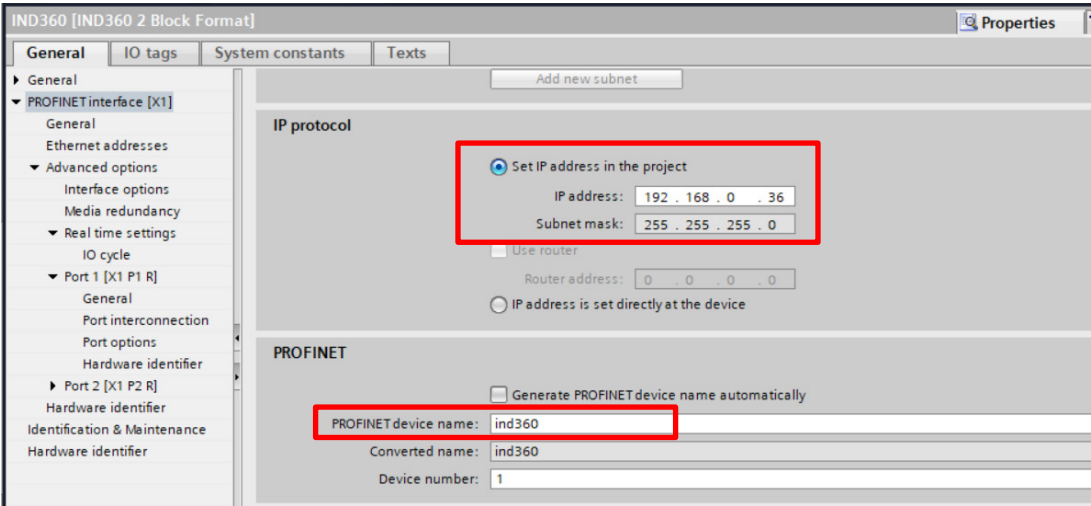 IND360 [IND360 2 Block Format]
Properties
General
IO tags
System constants
Texts
General
PROFINET interface [X1]
General
Ethernet addresses
Advanced options
Interface options
Media redundancy
Real time settings
IO cycle
Port 1 [X1 P1 R]
General
Port interconnection
Port options
Hardware identifier
Port 2 [X1 P2 R]
Hardware identifier
Identification & Maintenance
Hardware identifier
Add new subnet
IP protocol
Set IP address in the project
IP address: 192 . 168 . 0 . 36
Subnet mask: 255 . 255 . 255 . 0
Use router
Router address: 0 . 0 . 0 . 0
IP address is set directly at the device
PROFINET
Generate PROFINET device name automatically
PROFINET device name: ind360
Converted name: ind360
Device number: 1